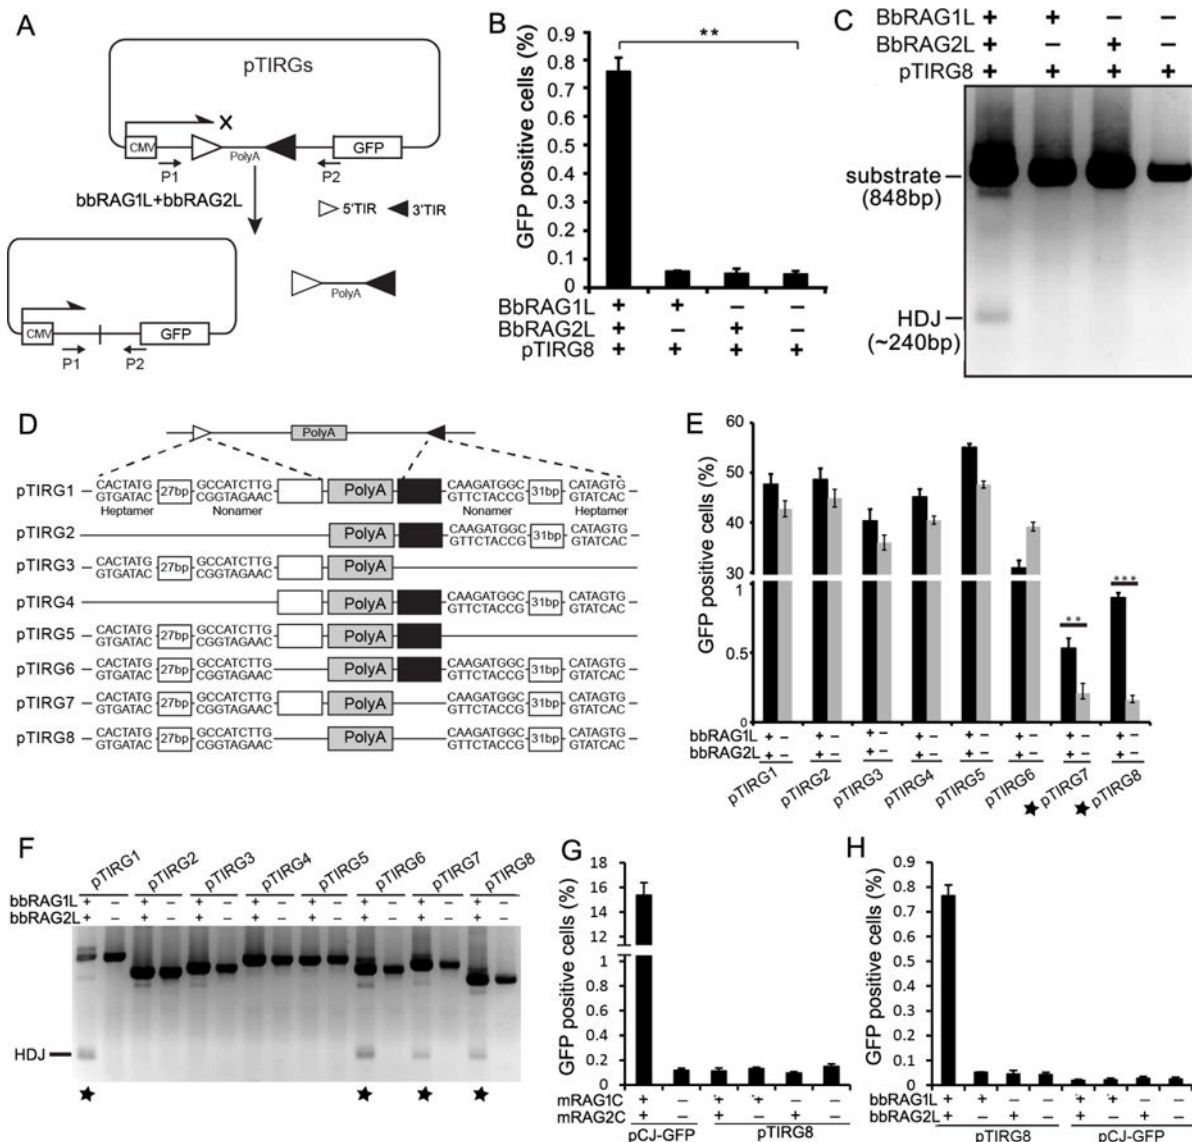 A
pTIRGs
X
CMV
PolyA
GFP
P1
P2
bbRAG1L+bbRAG2L
5'TIR
3'TIR
PolyA
CMV
GFP
P1
P2
B
GFP positive cells (%)
0.9
0.8
0.7
0.6
0.5
0.4
0.3
0.2
0.1
0
**
BbRAG1L + + − −
BbRAG2L + − + −
pTIRG8 + + + +
C
BbRAG1L + + − −
BbRAG2L + − + −
pTIRG8 + + + +
substrate
(848bp)
HDJ
(~240bp)
D
PolyA
pTIRG1 CACTATG 27bp GCCATCTTG PolyA CAAGATGGC 31bp CATAGTG
GTGATAC CGGTAGAAC GTTCTACCG GTATCAC
Heptamer Nonamer Nonamer Heptamer
pTIRG2 PolyA CAAGATGGC 31bp CATAGTG
GTTCTACCG GTATCAC
pTIRG3 CACTATG 27bp GCCATCTTG PolyA
GTGATAC CGGTAGAAC
pTIRG4 PolyA CAAGATGGC 31bp CATAGTG
GTTCTACCG GTATCAC
pTIRG5 CACTATG 27bp GCCATCTTG PolyA
GTGATAC CGGTAGAAC
pTIRG6 CACTATG 27bp GCCATCTTG PolyA CAAGATGGC 31bp CATAGTG
GTGATAC CGGTAGAAC GTTCTACCG GTATCAC
pTIRG7 CACTATG 27bp GCCATCTTG PolyA CAAGATGGC 31bp CATAGTG
GTGATAC CGGTAGAAC GTTCTACCG GTATCAC
pTIRG8 CACTATG 27bp GCCATCTTG PolyA CAAGATGGC 31bp CATAGTG
GTGATAC CGGTAGAAC GTTCTACCG GTATCAC
E
GFP positive cells (%)
60
50
40
30
1
0.5
0
**
***
bbRAG1L + − + − + − + − + − + − + − + −
bbRAG2L + − + − + − + − + − + − + − + −
pTIRG1 pTIRG2 pTIRG3 pTIRG4 pTIRG5 pTIRG6 pTIRG7 pTIRG8
F
pTIRG1 pTIRG2 pTIRG3 pTIRG4 pTIRG5 pTIRG6 pTIRG7 pTIRG8
bbRAG1L + − + − + − + − + − + − + − + −
bbRAG2L + − + − + − + − + − + − + − + −
HDJ
G
GFP positive cells (%)
18
16
14
12
1
0.8
0.6
0.4
0.2
0
mRAG1C + − + + − −
mRAG2C + − + − + −
pCJ-GFP pTIRG8
H
GFP positive cells (%)
0.9
0.8
0.7
0.6
0.5
0.4
0.3
0.2
0.1
0
bbRAG1L + + − − + + − −
bbRAG2L + − + − + − + −
pTIRG8 pCJ-GFP